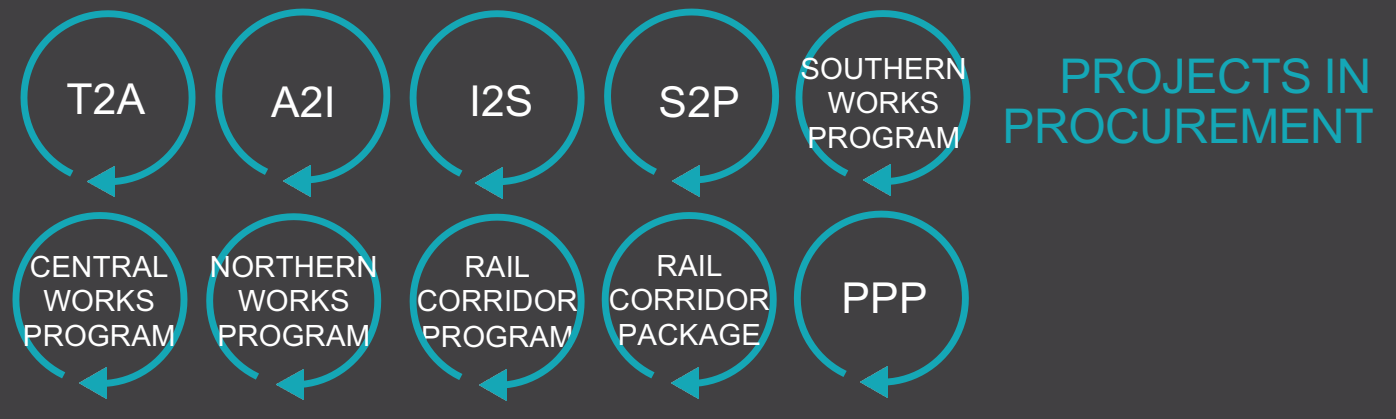 T2A
A2I
I2S
S2P
SOUTHERN
WORKS
PROGRAM
PROJECTS IN
PROCUREMENT
CENTRAL
WORKS
PROGRAM
NORTHERN
WORKS
PROGRAM
RAIL
CORRIDOR
PROGRAM
RAIL
CORRIDOR
PACKAGE
PPP